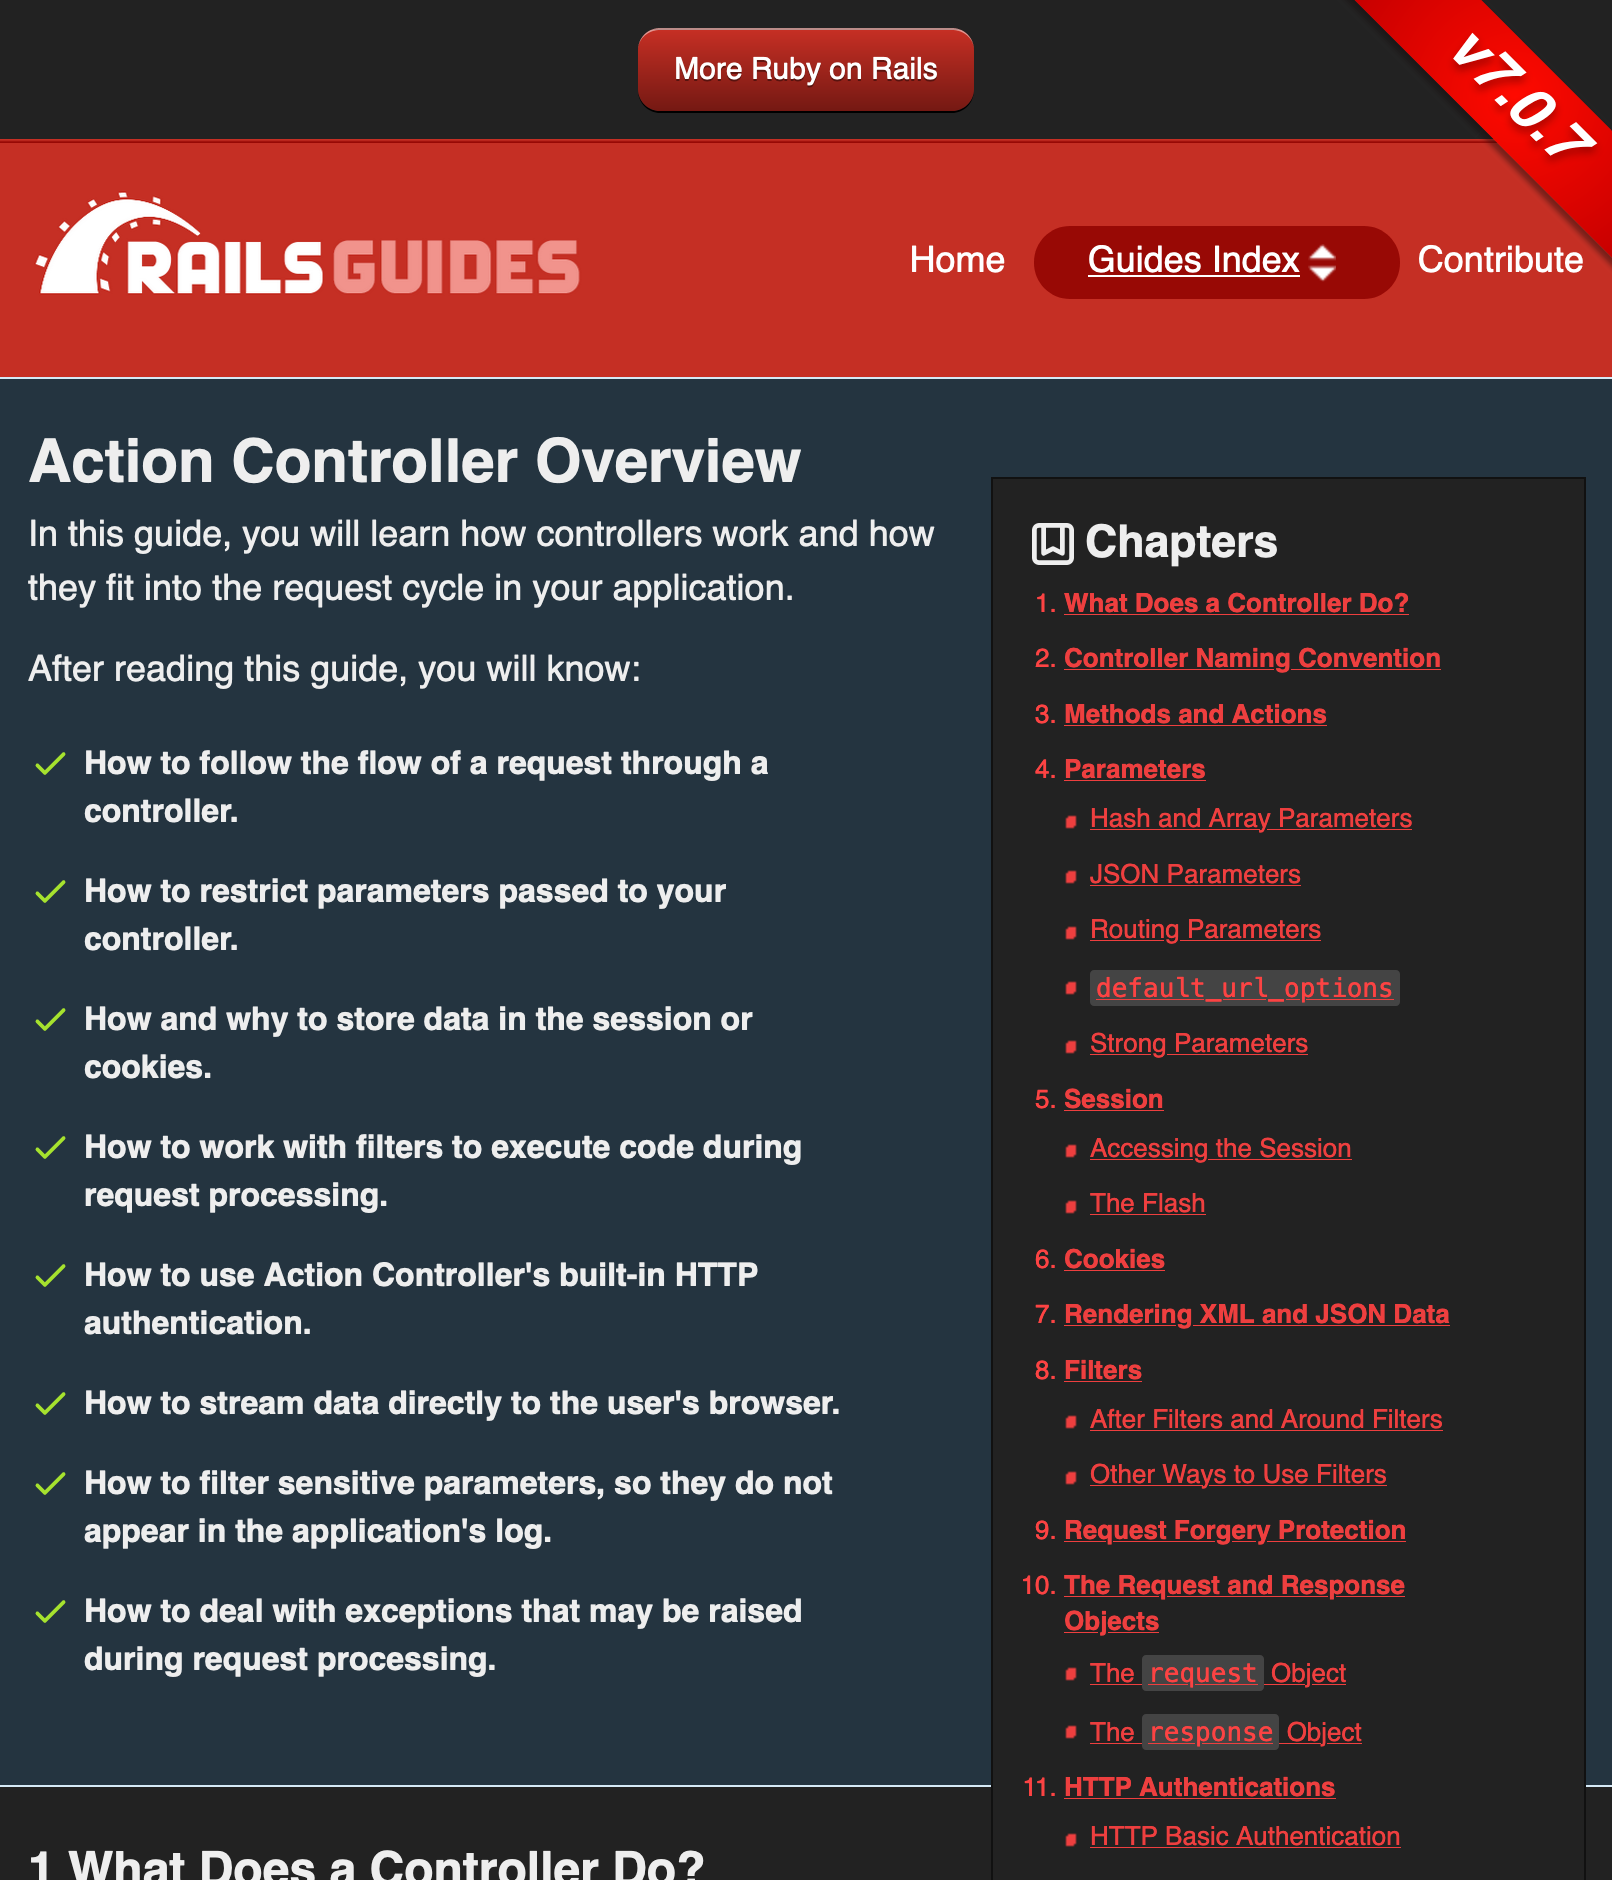 More Ruby on Rails
v7.0.7
RAILS GUIDES
Home
Guides Index
Contribute
Action Controller Overview
In this guide, you will learn how controllers work and how
they fit into the request cycle in your application.
After reading this guide, you will know:
How to follow the flow of a request through a
controller.
How to restrict parameters passed to your
controller.
How and why to store data in the session or
cookies.
How to work with filters to execute code during
request processing.
How to use Action Controller's built-in HTTP
authentication.
How to stream data directly to the user's browser.
How to filter sensitive parameters, so they do not
appear in the application's log.
How to deal with exceptions that may be raised
during request processing.
Chapters
1. What Does a Controller Do?
2. Controller Naming Convention
3. Methods and Actions
4. Parameters
Hash and Array Parameters
JSON Parameters
Routing Parameters
default_url_options
Strong Parameters
5. Session
Accessing the Session
The Flash
6. Cookies
7. Rendering XML and JSON Data
8. Filters
After Filters and Around Filters
Other Ways to Use Filters
9. Request Forgery Protection
10. The Request and Response
Objects
The request Object
The response Object
11. HTTP Authentications
HTTP Basic Authentication
1 What Does a Controller Do?